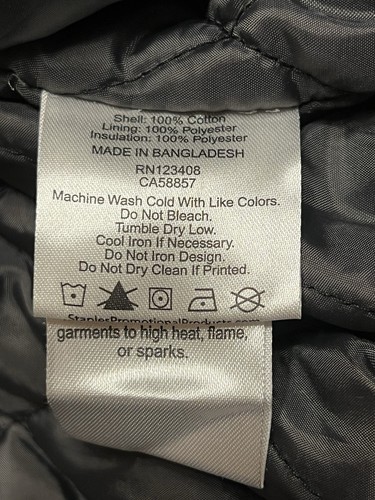 Shell: 100% Cotton
Lining: 100% Polyester
Insulation: 100% Polyester
MADE IN BANGLADESH
RN123408
CA58857
Machine Wash Cold With Like Colors.
Do Not Bleach.
Tumble Dry Low.
Cool Iron If Necessary.
Do Not Iron Design.
Do Not Dry Clean If Printed.
StaplesPromotionalProducts.com
garments to high heat, flame,
or sparks.